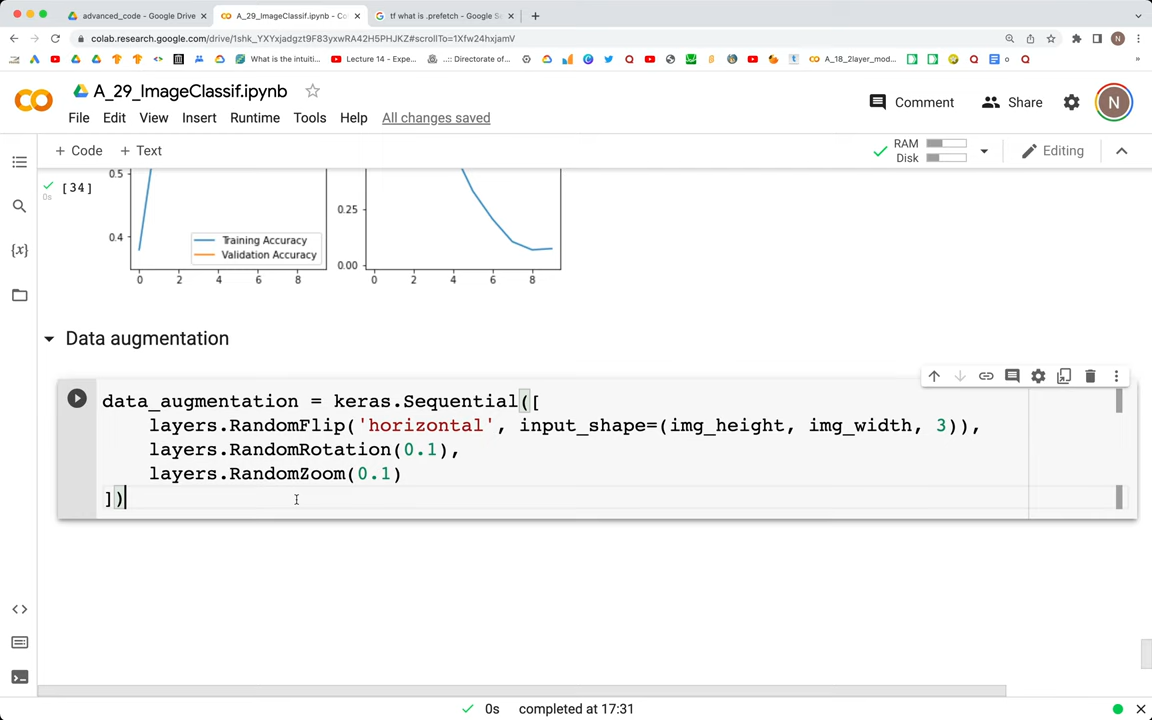 advanced_code - Google Drive
A_29_ImageClassif.ipynb - Co
tf what is .prefetch - Google S
colab.research.google.com/drive/1shk_YXYxjadgzt9F83yxwRA42H5PHJKZ#scrollTo=1Xfw24hxjamV
N
What is the intuiti...
Lecture 14 - Expe...
..:: Directorate of...
A_18_2layer_mod...
»
A_29_ImageClassif.ipynb
Comment
Share
N
File Edit View Insert Runtime Tools Help All changes saved
+ Code + Text
RAM
Disk
Editing
[34]
0s
0.5
0.4
Training Accuracy
Validation Accuracy
0 2 4 6 8
0.25
0.00
0 2 4 6 8
{x}
Data augmentation
data_augmentation = keras.Sequential([
layers.RandomFlip('horizontal', input_shape=(img_height, img_width, 3)),
layers.RandomRotation(0.1),
layers.RandomZoom(0.1)
])
0s completed at 17:31